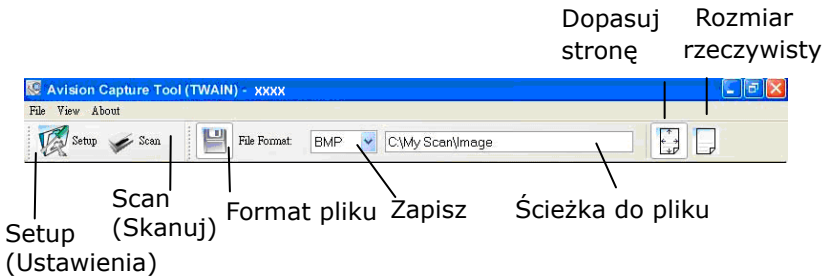 Dopasuj stronę
Rozmiar rzeczywisty
Avision Capture Tool (TWAIN) - xxxx
File View About
Setup Scan File Format: BMP C:\My Scan\Image
Setup (Ustawienia)
Scan (Skanuj)
Format pliku
Zapisz
Ścieżka do pliku